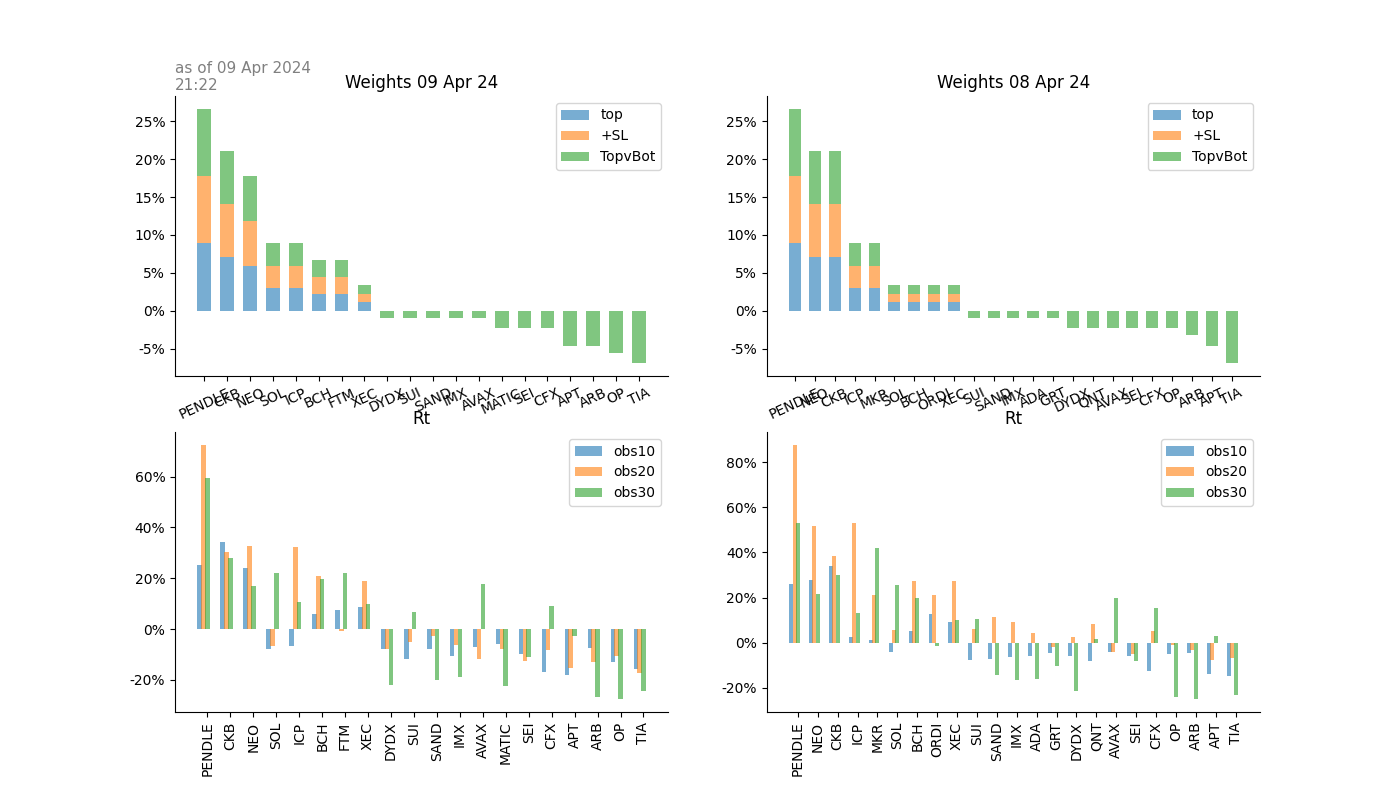 as of 09 Apr 2024
21:22
Weights 09 Apr 24
25%
20%
15%
10%
5%
0%
-5%
top
+SL
TopvBot
PENDLE CKB NEO SOL ICP BCH FTM XEC DYDX SUI SAND IMX AVAX MATIC SEI CFX APT ARB OP TIA
Weights 08 Apr 24
25%
20%
15%
10%
5%
0%
-5%
top
+SL
TopvBot
PENDLE NEO CKB ICP MKR SOL BCH ORDI XEC SUI SAND IMX ADA GRT DYDX QNT AVAX SEI CFX OP ARB APT TIA
Rt
60%
40%
20%
0%
-20%
obs10
obs20
obs30
PENDLE CKB NEO SOL ICP BCH FTM XEC DYDX SUI SAND IMX AVAX MATIC SEI CFX APT ARB OP TIA
Rt
80%
60%
40%
20%
0%
-20%
obs10
obs20
obs30
PENDLE NEO CKB ICP MKR SOL BCH ORDI XEC SUI SAND IMX ADA GRT DYDX QNT AVAX SEI CFX OP ARB APT TIA